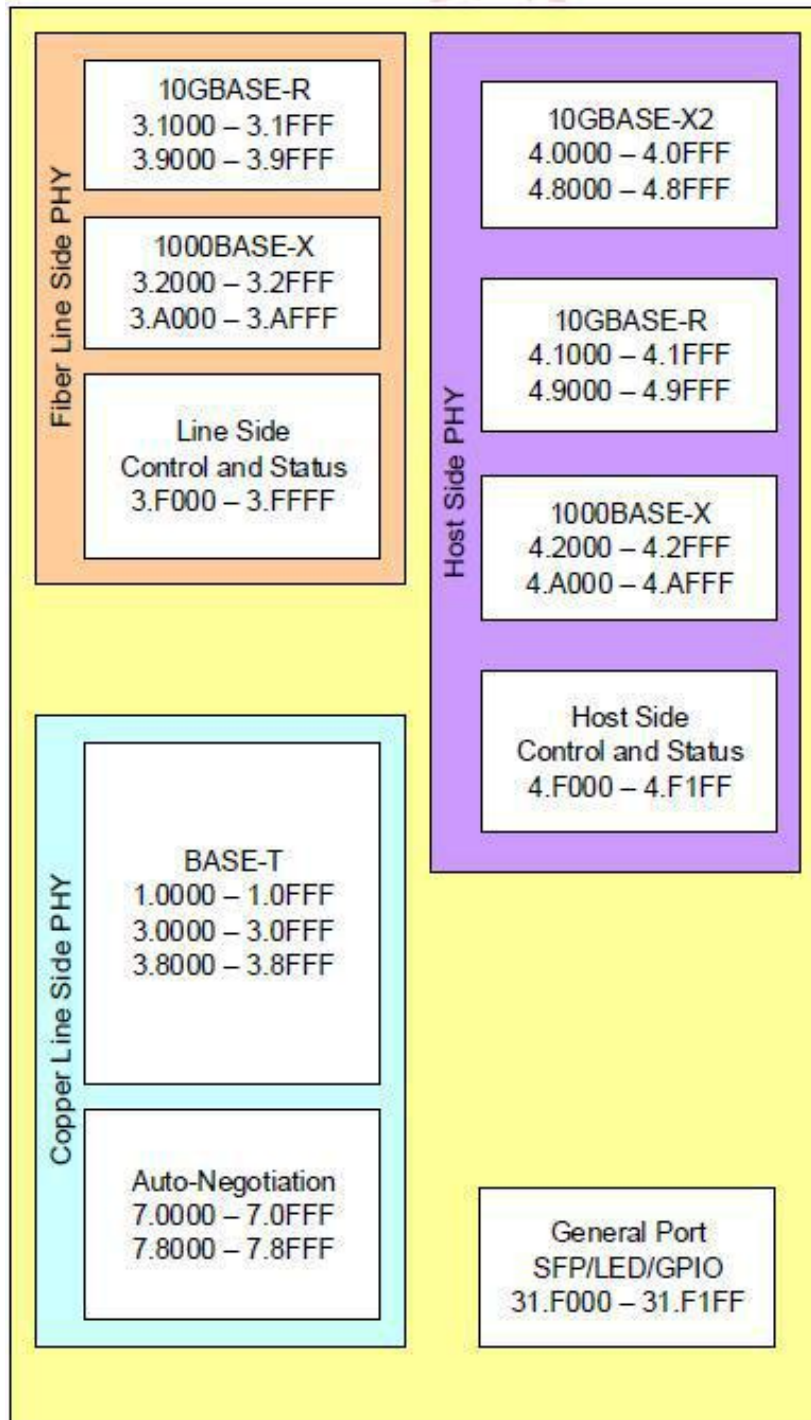 Fiber Line Side PHY
10GBASE-R
3.1000 – 3.1FFF
3.9000 – 3.9FFF
1000BASE-X
3.2000 – 3.2FFF
3.A000 – 3.AFFF
Line Side
Control and Status
3.F000 – 3.FFFF
Host Side PHY
10GBASE-X2
4.0000 – 4.0FFF
4.8000 – 4.8FFF
10GBASE-R
4.1000 – 4.1FFF
4.9000 – 4.9FFF
1000BASE-X
4.2000 – 4.2FFF
4.A000 – 4.AFFF
Host Side
Control and Status
4.F000 – 4.F1FF
Copper Line Side PHY
BASE-T
1.0000 – 1.0FFF
3.0000 – 3.0FFF
3.8000 – 3.8FFF
Auto-Negotiation
7.0000 – 7.0FFF
7.8000 – 7.8FFF
General Port
SFP/LED/GPIO
31.F000 – 31.F1FF